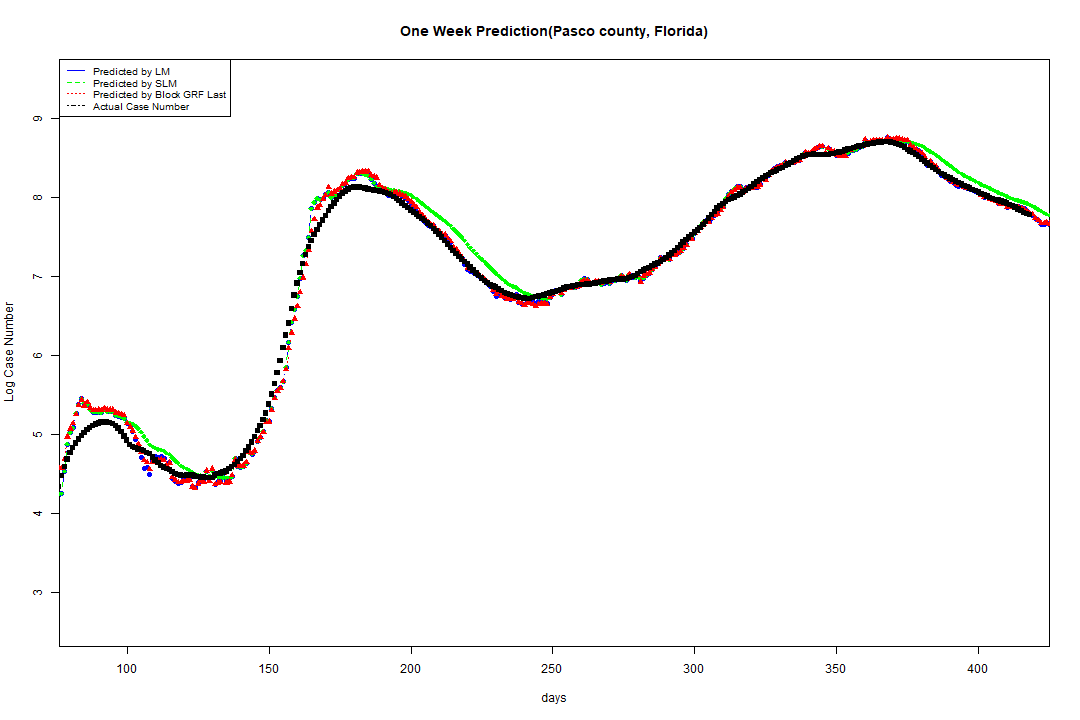 One Week Prediction(Pasco county, Florida)
Predicted by LM
Predicted by SLM
Predicted by Block GRF Last
Actual Case Number
Log Case Number
9
8
7
6
5
4
3
100 150 200 250 300 350 400
days